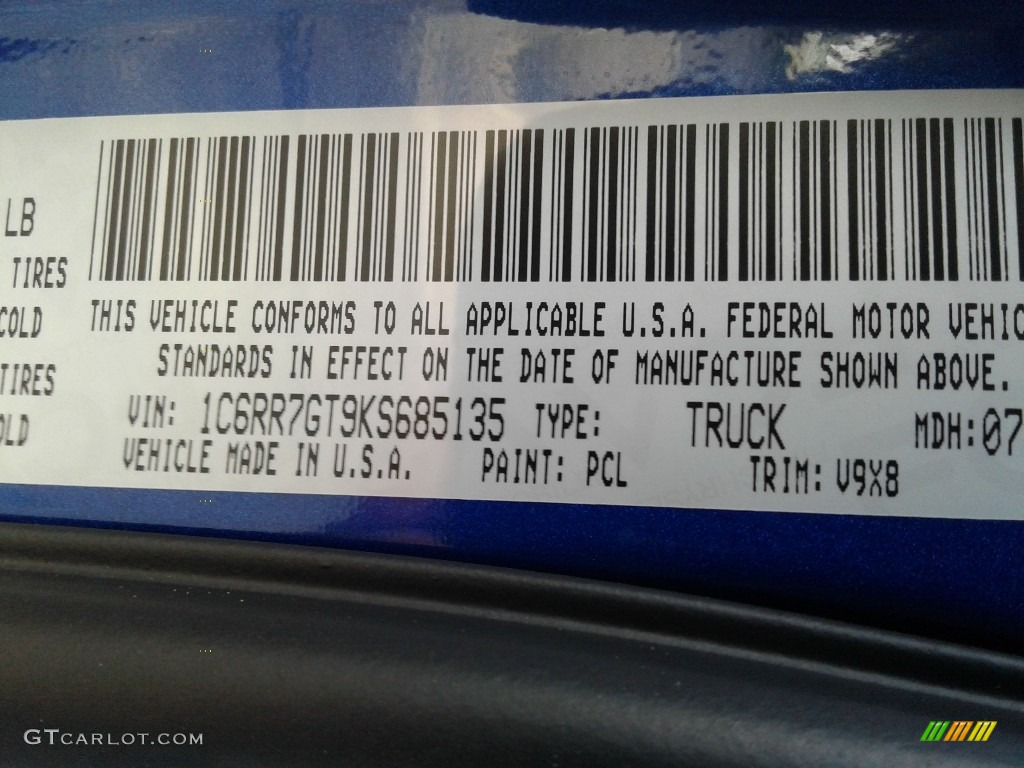 LB
TIRES
COLD
TIRES
OLD
THIS VEHICLE CONFORMS TO ALL APPLICABLE U.S.A. FEDERAL MOTOR VEHIC
STANDARDS IN EFFECT ON THE DATE OF MANUFACTURE SHOWN ABOVE.
VIN: 1C6RR7GT9KS685135 TYPE: TRUCK MDH: 07
VEHICLE MADE IN U.S.A. PAINT: PCL TRIM: V9X8
GTCARLOT.COM